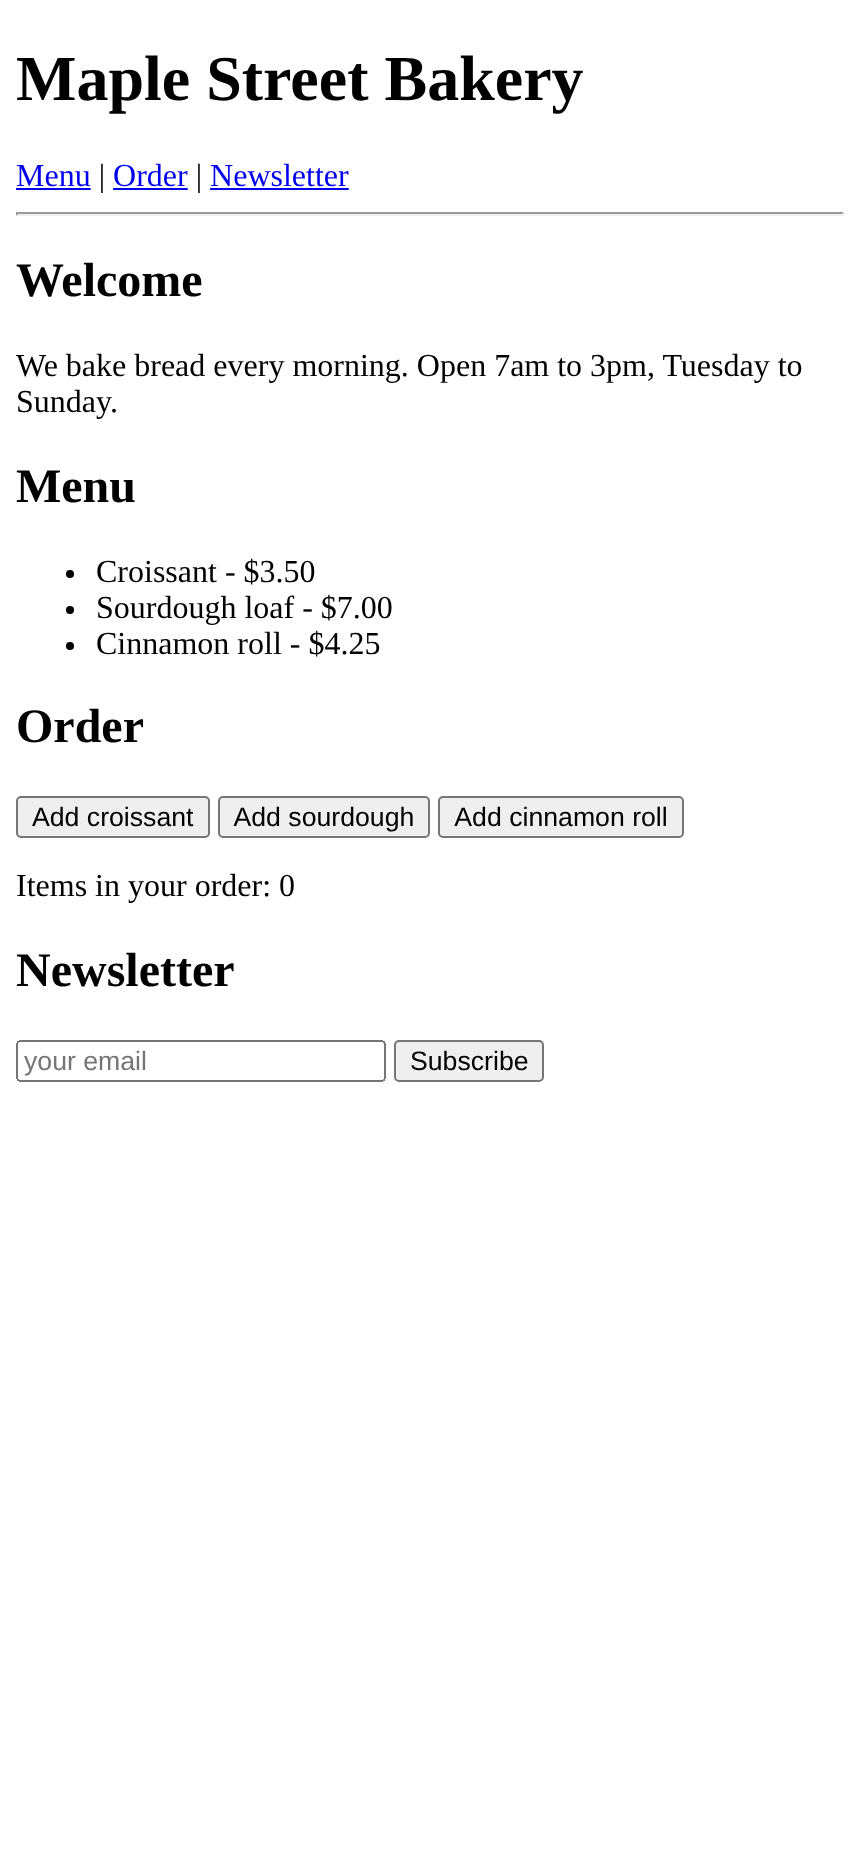 Maple Street Bakery
Menu | Order | Newsletter
Welcome
We bake bread every morning. Open 7am to 3pm, Tuesday to
Sunday.
Menu
• Croissant - $3.50
• Sourdough loaf - $7.00
• Cinnamon roll - $4.25
Order
Add croissant Add sourdough Add cinnamon roll
Items in your order: 0
Newsletter
your email Subscribe